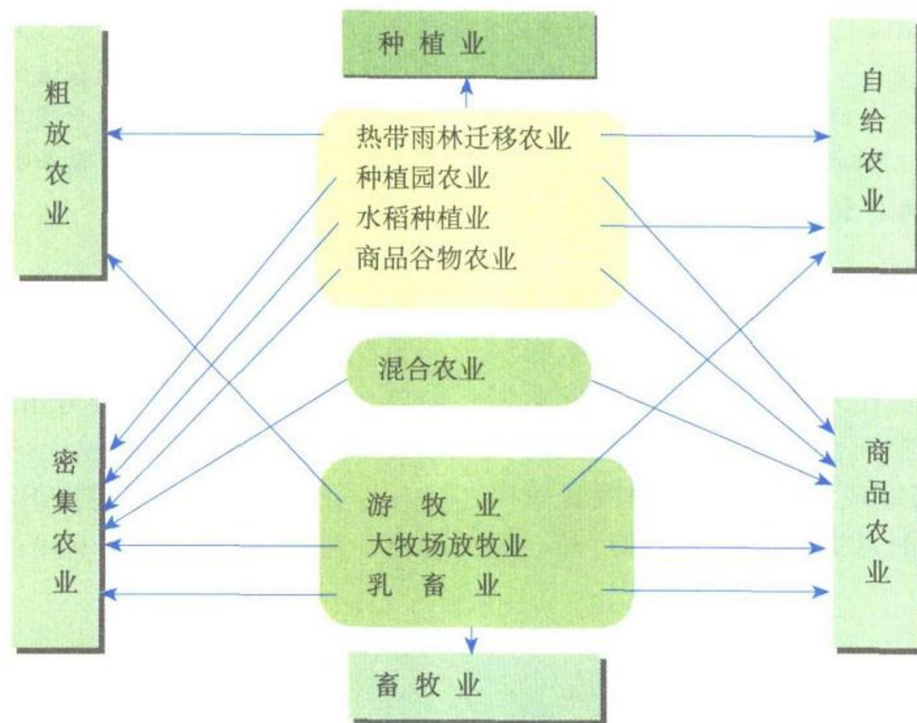 种植业
粗放农业
热带雨林迁移农业
种植园农业
水稻种植业
商品谷物农业
自给农业
混合农业
密集农业
游牧业
大牧场放牧业
乳畜业
商品农业
畜牧业